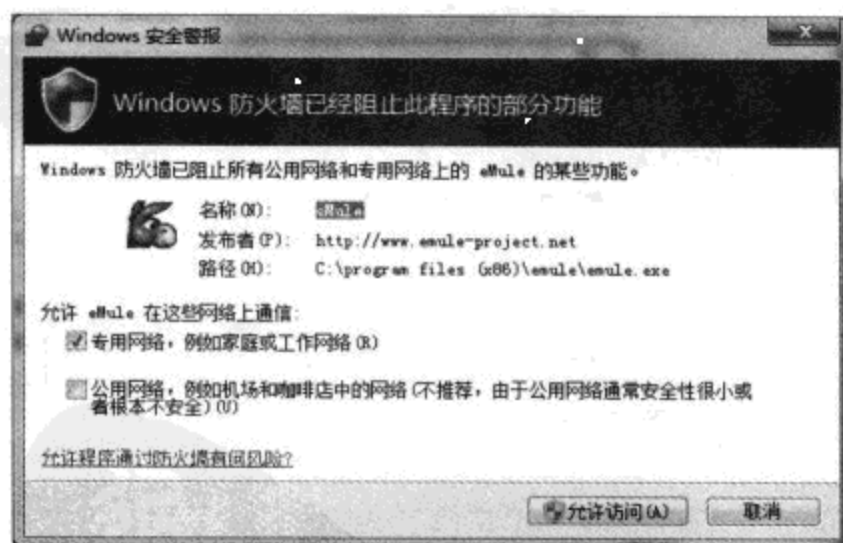 Windows 安全警报
Windows 防火墙已经阻止此程序的部分功能
Windows 防火墙已阻止所有公用网络和专用网络上的 eMule 的某些功能。
名称(N): eMule
发布者(P): http://www.emule-project.net
路径(H): C:\program files (x86)\emule\emule.exe
允许 eMule 在这些网络上通信:
专用网络，例如家庭或工作网络(R)
公用网络，例如机场和咖啡店中的网络(不推荐，由于公用网络通常安全性很小或
者根本不安全)(U)
允许程序通过防火墙有何风险?
允许访问(A)
取消